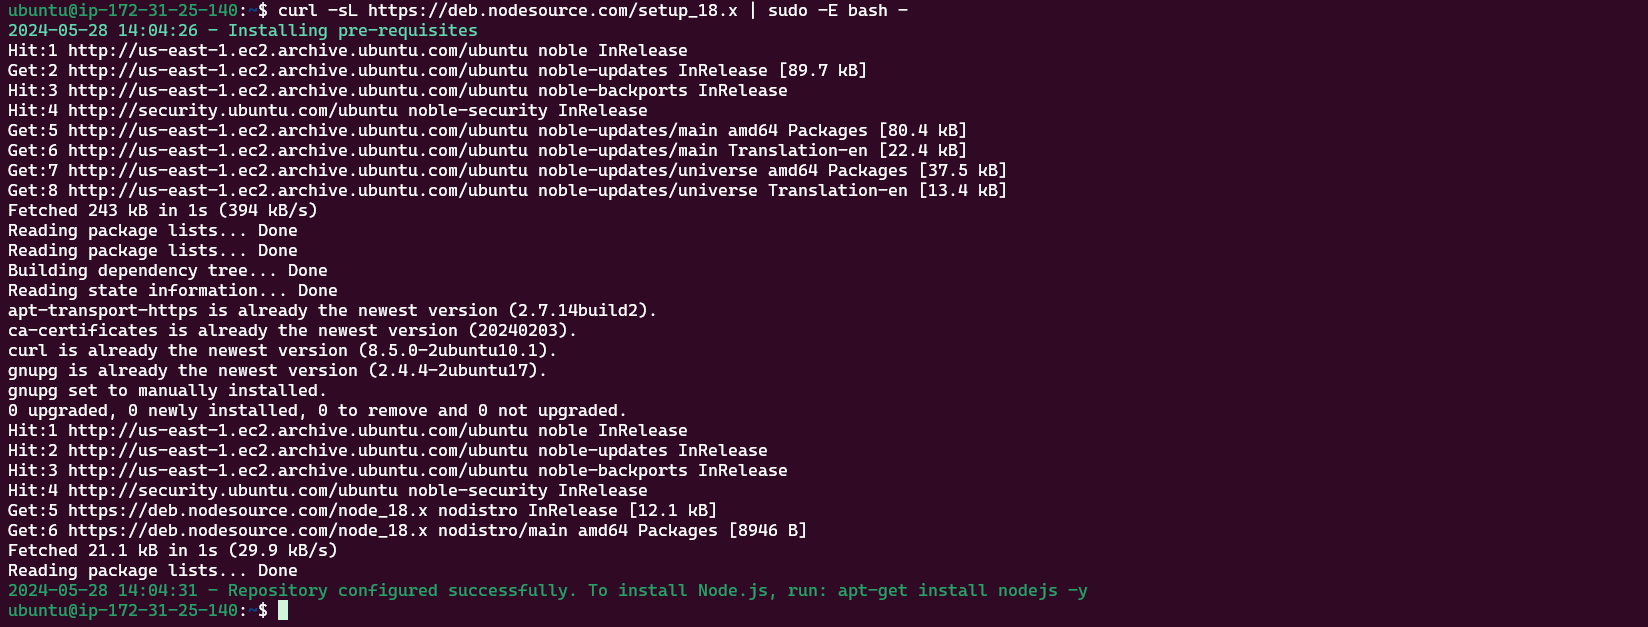 ubuntu@ip-172-31-25-140:~$ curl -sL https://deb.nodesource.com/setup_18.x | sudo -E bash -
2024-05-28 14:04:26 - Installing pre-requisites
Hit:1 http://us-east-1.ec2.archive.ubuntu.com/ubuntu noble InRelease
Get:2 http://us-east-1.ec2.archive.ubuntu.com/ubuntu noble-updates InRelease [89.7 kB]
Hit:3 http://us-east-1.ec2.archive.ubuntu.com/ubuntu noble-backports InRelease
Hit:4 http://security.ubuntu.com/ubuntu noble-security InRelease
Get:5 http://us-east-1.ec2.archive.ubuntu.com/ubuntu noble-updates/main amd64 Packages [80.4 kB]
Get:6 http://us-east-1.ec2.archive.ubuntu.com/ubuntu noble-updates/main Translation-en [22.4 kB]
Get:7 http://us-east-1.ec2.archive.ubuntu.com/ubuntu noble-updates/universe amd64 Packages [37.5 kB]
Get:8 http://us-east-1.ec2.archive.ubuntu.com/ubuntu noble-updates/universe Translation-en [13.4 kB]
Fetched 243 kB in 1s (394 kB/s)
Reading package lists... Done
Reading package lists... Done
Building dependency tree... Done
Reading state information... Done
apt-transport-https is already the newest version (2.7.14build2).
ca-certificates is already the newest version (20240203).
curl is already the newest version (8.5.0-2ubuntu10.1).
gnupg is already the newest version (2.4.4-2ubuntu17).
gnupg set to manually installed.
0 upgraded, 0 newly installed, 0 to remove and 0 not upgraded.
Hit:1 http://us-east-1.ec2.archive.ubuntu.com/ubuntu noble InRelease
Hit:2 http://us-east-1.ec2.archive.ubuntu.com/ubuntu noble-updates InRelease
Hit:3 http://us-east-1.ec2.archive.ubuntu.com/ubuntu noble-backports InRelease
Hit:4 http://security.ubuntu.com/ubuntu noble-security InRelease
Get:5 https://deb.nodesource.com/node_18.x nodistro InRelease [12.1 kB]
Get:6 https://deb.nodesource.com/node_18.x nodistro/main amd64 Packages [8946 B]
Fetched 21.1 kB in 1s (29.9 kB/s)
Reading package lists... Done
2024-05-28 14:04:31 - Repository configured successfully. To install Node.js, run: apt-get install nodejs -y
ubuntu@ip-172-31-25-140:~$